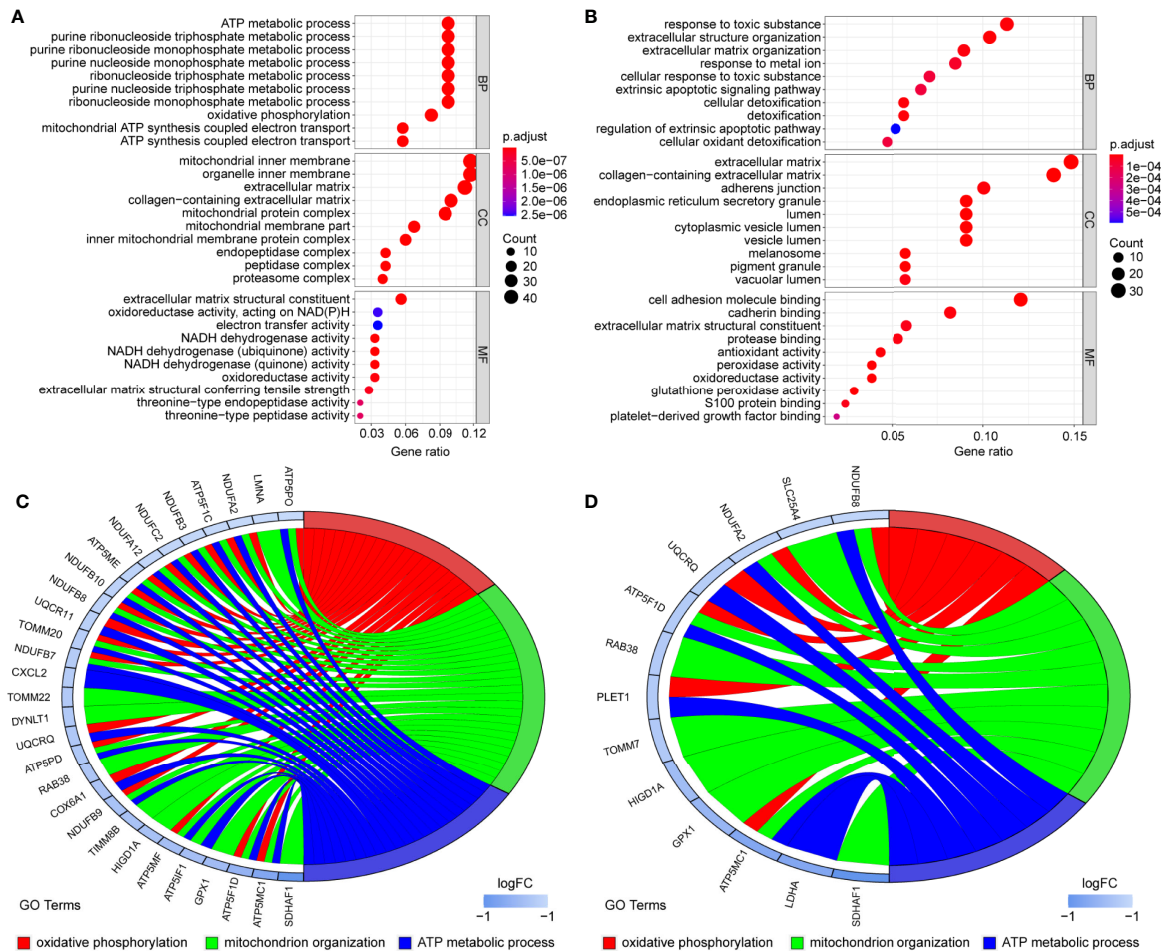 A
ATP metabolic process
purine ribonucleoside triphosphate metabolic process
purine ribonucleoside monophosphate metabolic process
purine nucleoside monophosphate metabolic process
ribonucleoside triphosphate metabolic process
purine nucleoside triphosphate metabolic process
ribonucleoside monophosphate metabolic process
oxidative phosphorylation
mitochondrial ATP synthesis coupled electron transport
ATP synthesis coupled electron transport
BP
mitochondrial inner membrane
organelle inner membrane
extracellular matrix
collagen-containing extracellular matrix
mitochondrial protein complex
mitochondrial membrane part
inner mitochondrial membrane protein complex
endopeptidase complex
peptidase complex
proteasome complex
CC
extracellular matrix structural constituent
oxidoreductase activity, acting on NAD(P)H
electron transfer activity
NADH dehydrogenase activity
NADH dehydrogenase (ubiquinone) activity
NADH dehydrogenase (quinone) activity
oxidoreductase activity
extracellular matrix structural conferring tensile strength
threonine-type endopeptidase activity
threonine-type peptidase activity
MF
0.03 0.06 0.09 0.12
Gene ratio
p.adjust
5.0e-07
1.0e-06
1.5e-06
2.0e-06
2.5e-06
Count
10
20
30
40
B
response to toxic substance
extracellular structure organization
extracellular matrix organization
response to metal ion
cellular response to toxic substance
extrinsic apoptotic signaling pathway
cellular detoxification
detoxification
regulation of extrinsic apoptotic pathway
cellular oxidant detoxification
BP
extracellular matrix
collagen-containing extracellular matrix
adherens junction
endoplasmic reticulum secretory granule
lumen
cytoplasmic vesicle lumen
vesicle lumen
melanosome
pigment granule
vacuolar lumen
CC
cell adhesion molecule binding
cadherin binding
extracellular matrix structural constituent
protease binding
antioxidant activity
peroxidase activity
oxidoreductase activity
glutathione peroxidase activity
S100 protein binding
platelet-derived growth factor binding
MF
0.05 0.10 0.15
Gene ratio
p.adjust
1e-04
2e-04
3e-04
4e-04
5e-04
Count
10
20
30
C
ATP5PO
LMNA
NDUFA2
ATP5F1C
NDUFB3
NDUFC2
NDUFA12
ATP5ME
NDUFB10
NDUFB8
UQCR11
TOMM20
NDUFB7
CXCL2
TOMM22
DYNLT1
UQCRQ
ATP5PD
RAB38
COX6A1
NDUFB9
TIMM8B
HIGD1A
ATP5MF
ATP5IF1
GPX1
ATP5F1D
ATP5MC1
SDHAF1
logFC
−1 −1
GO Terms
oxidative phosphorylation mitochondrion organization ATP metabolic process
D
NDUFB8
SLC25A4
NDUFA2
UQCRQ
ATP5F1D
RAB38
PLET1
TOMM7
HIGD1A
GPX1
ATP5MC1
LDHA
SDHAF1
logFC
−1 −1
GO Terms
oxidative phosphorylation mitochondrion organization ATP metabolic process